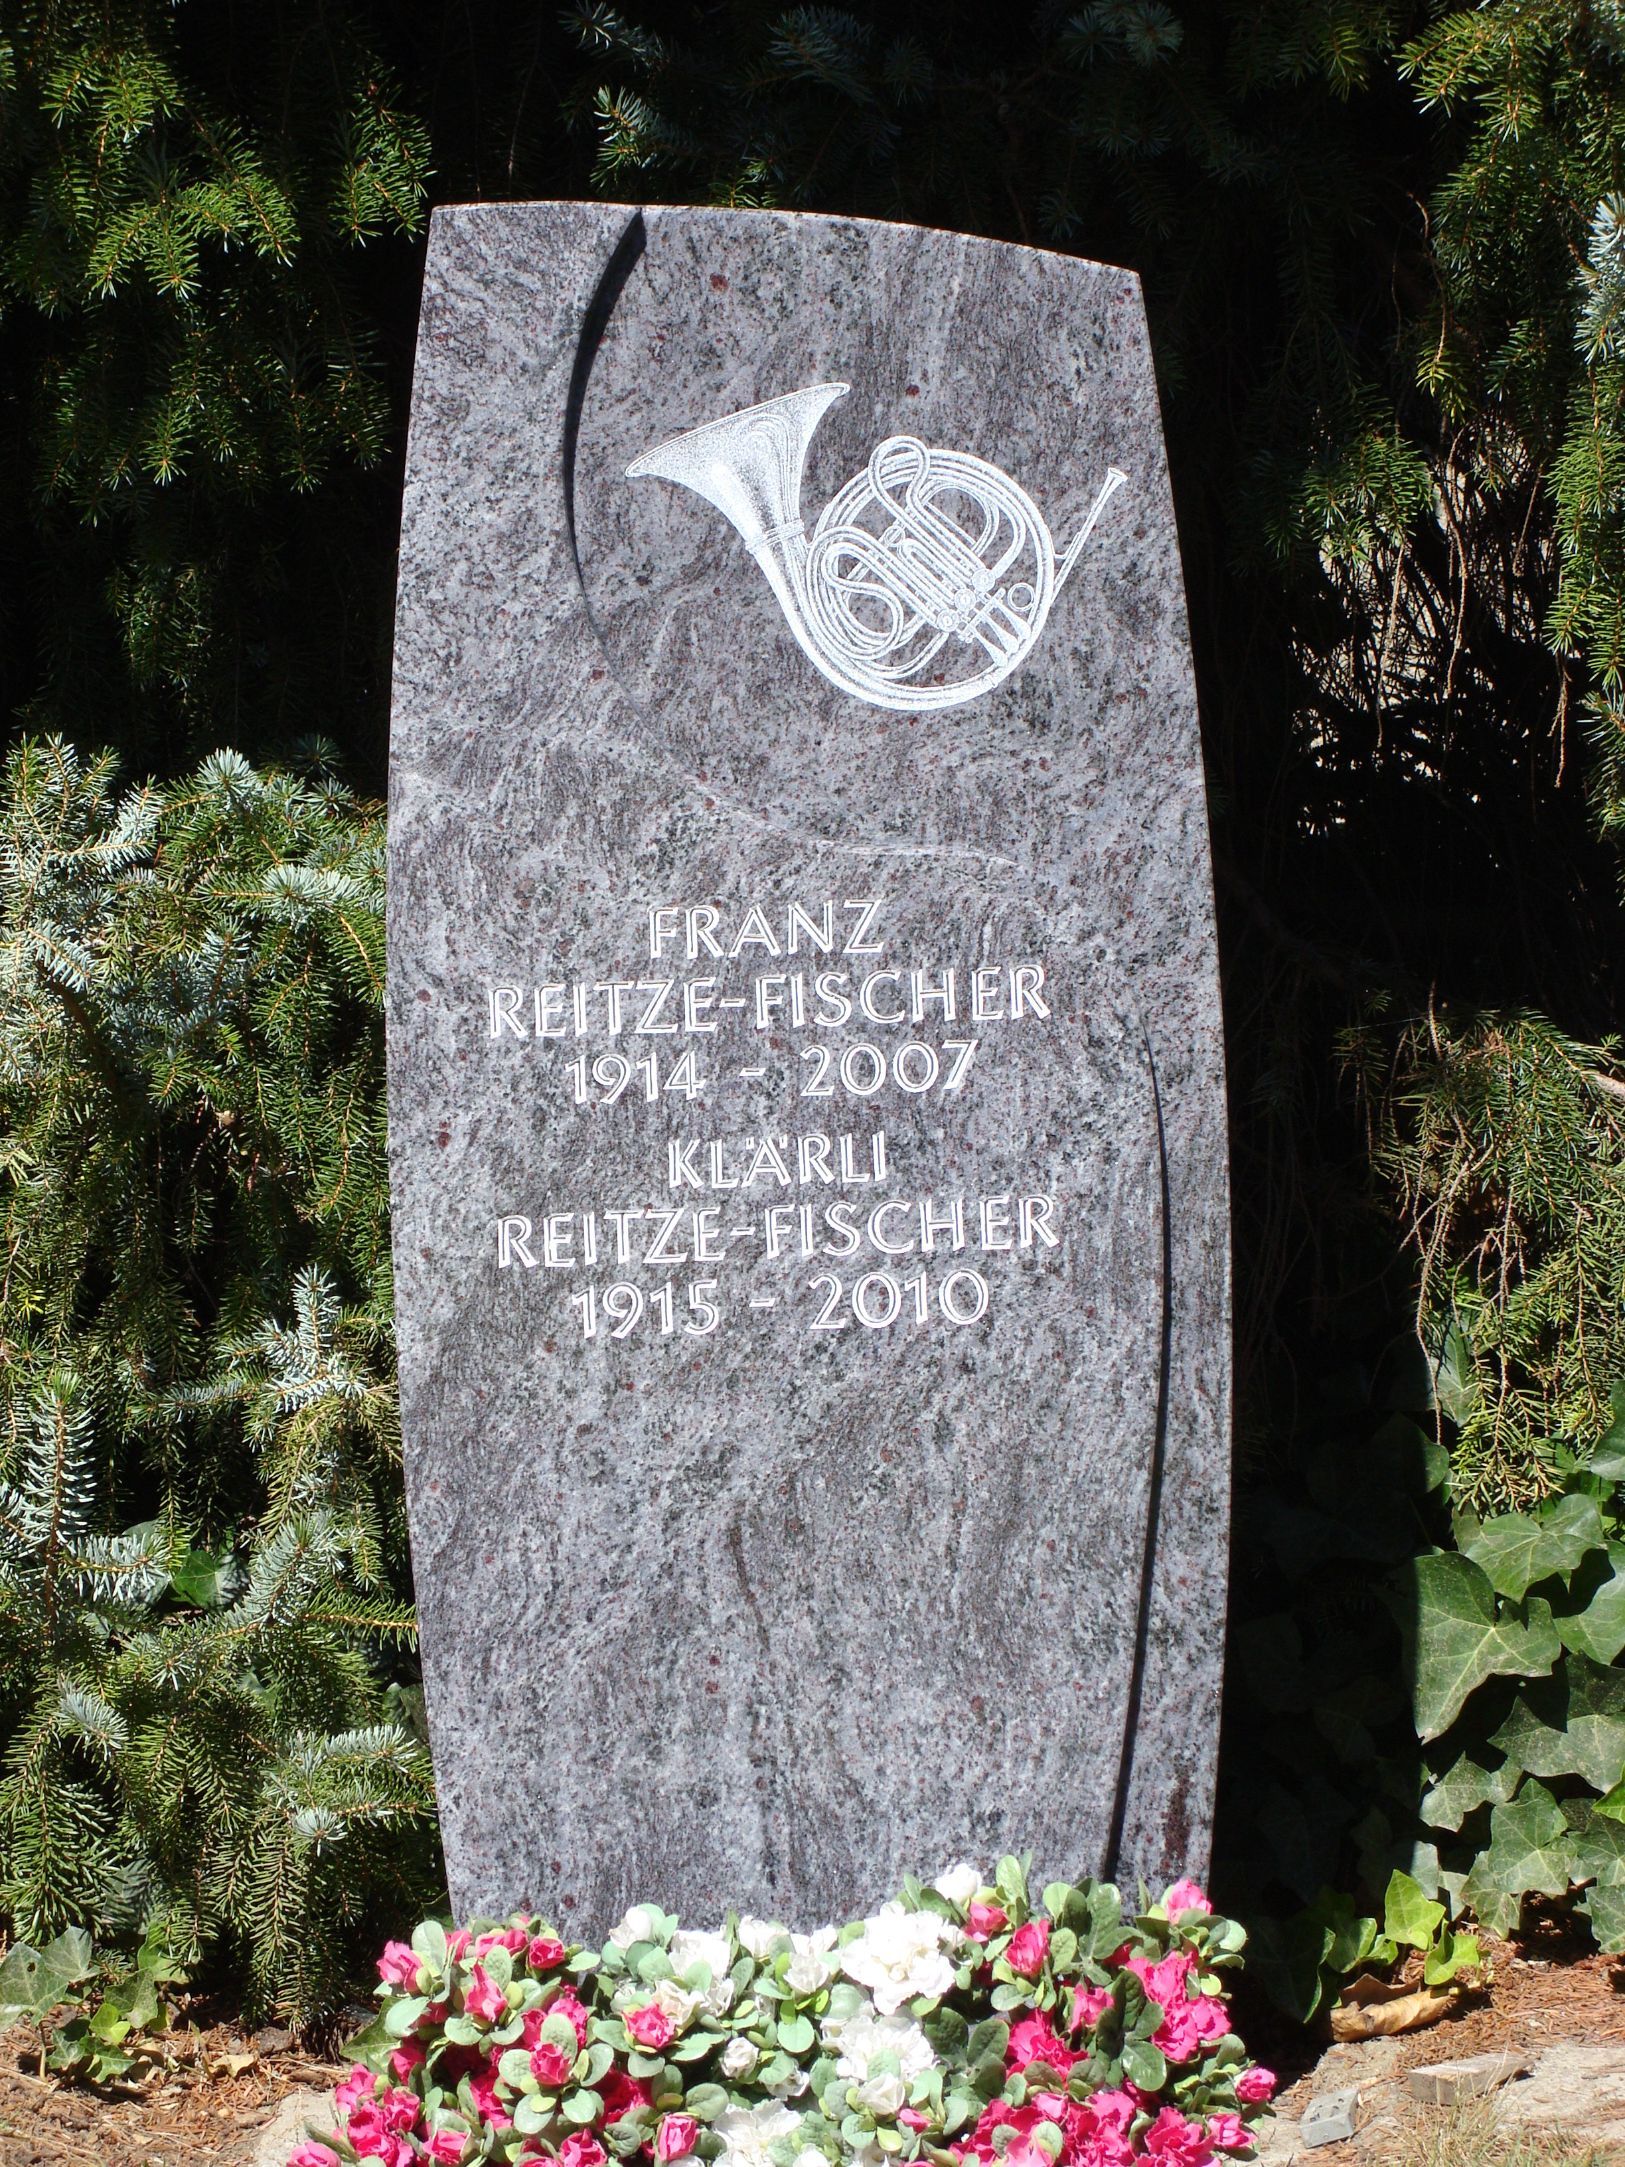 FRANZ
REITZE-FISCHER
1914 - 2007
KLÄRLI
REITZE-FISCHER
1915 - 2010